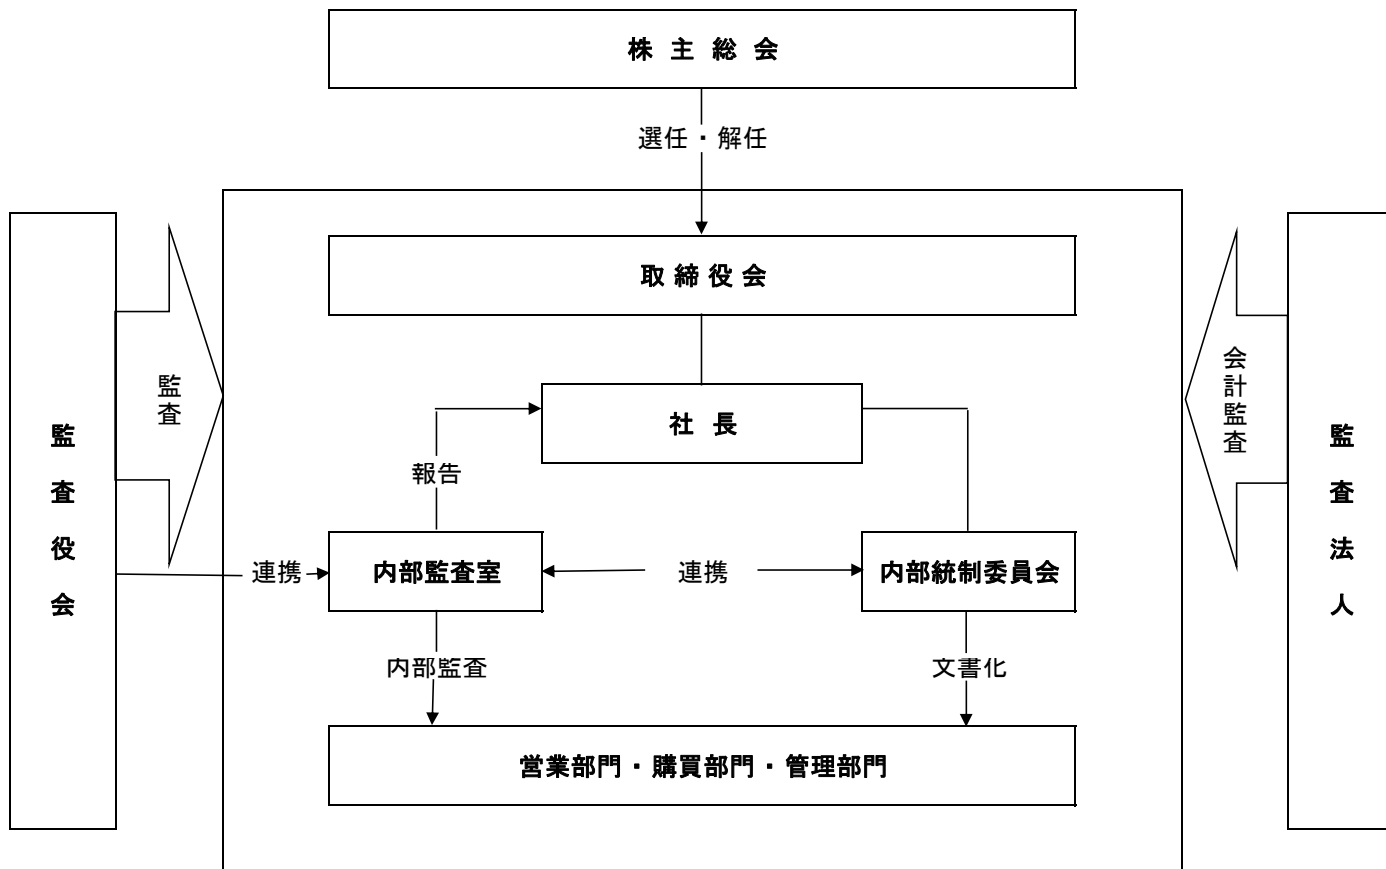 株 主 総 会
選任・解任
取 締 役 会
監査
会計監査
監査役会
監査法人
社 長
報告
連携
内部監査室
連携
内部統制委員会
内部監査
文書化
営業部門・購買部門・管理部門